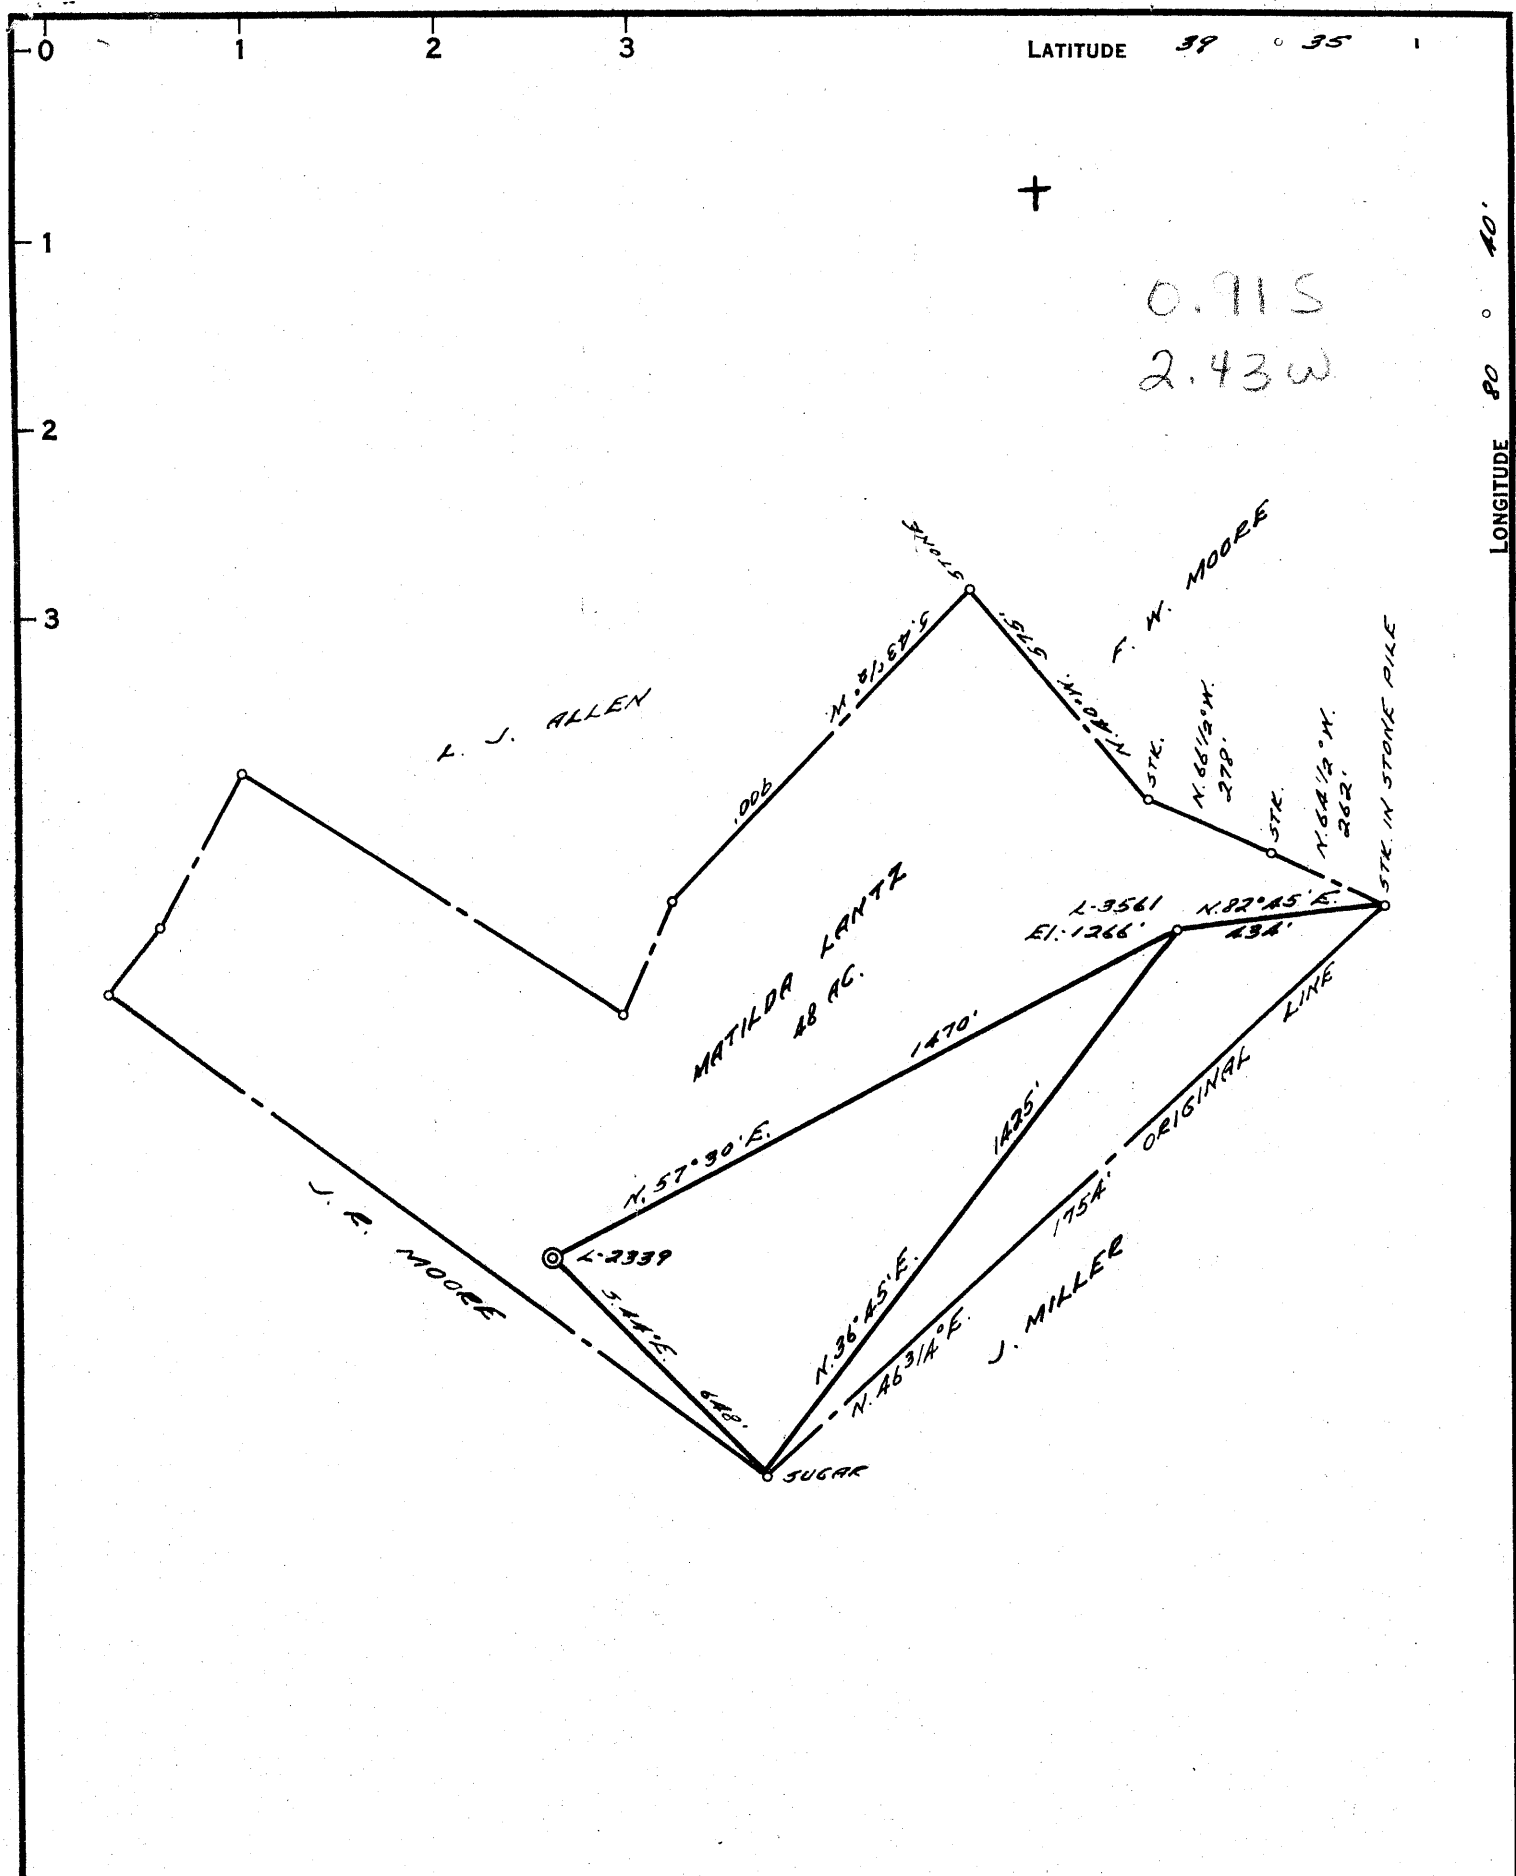 0 1 2 3 LATITUDE 39 ° 35 '
1
2
3
LONGITUDE 80 ° 40'
+
0.91 S
2.43 W
STONE
F. W. MOORE
S.43 1/2° W.
900'
N.40°W. 575'
L. J. ALLEN
STK.
N.66 1/2° W.
278'
STK.
N.64 1/2° W.
262'
STK. IN STONE PILE
MATILDA LANTZ
48 AC.
L-3561
El.-1266'
N.82°45'E.
434'
1470'
N. 57°30'E.
1425'
N.36°45'E.
ORIGINAL LINE
1754'
N.46 3/4° E.
J. MILLER
J. R. MOORE
L-2339
S.44°E.
648'
SUGAR